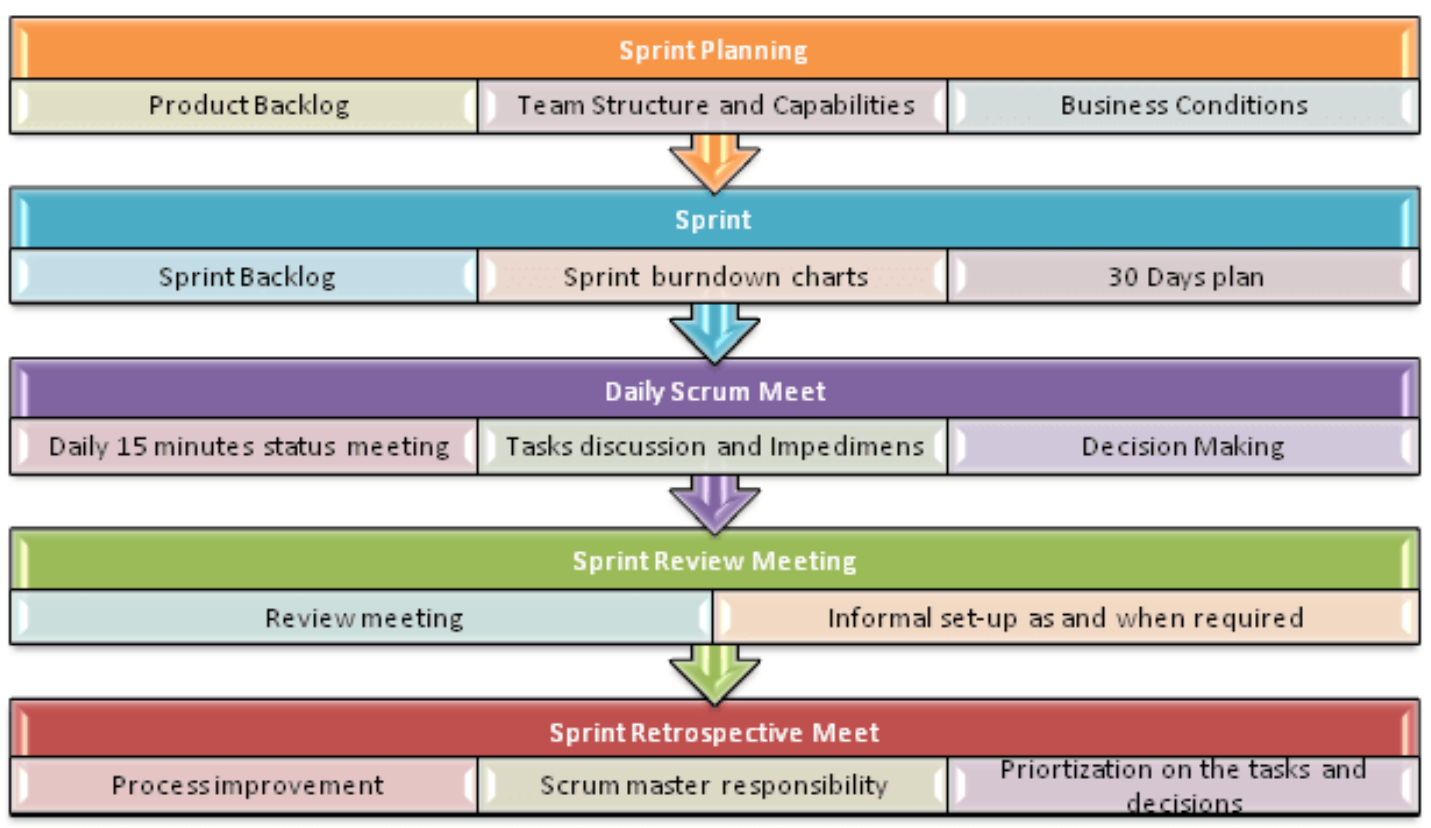 Sprint Planning
Product Backlog
Team Structure and Capabilities
Business Conditions
Sprint
Sprint Backlog
Sprint burndown charts
30 Days plan
Daily Scrum Meet
Daily 15 minutes status meeting
Tasks discussion and Impedimens
Decision Making
Sprint Review Meeting
Review meeting
Informal set-up as and when required
Sprint Retrospective Meet
Process improvement
Scrum master responsibility
Priortization on the tasks and
decisions